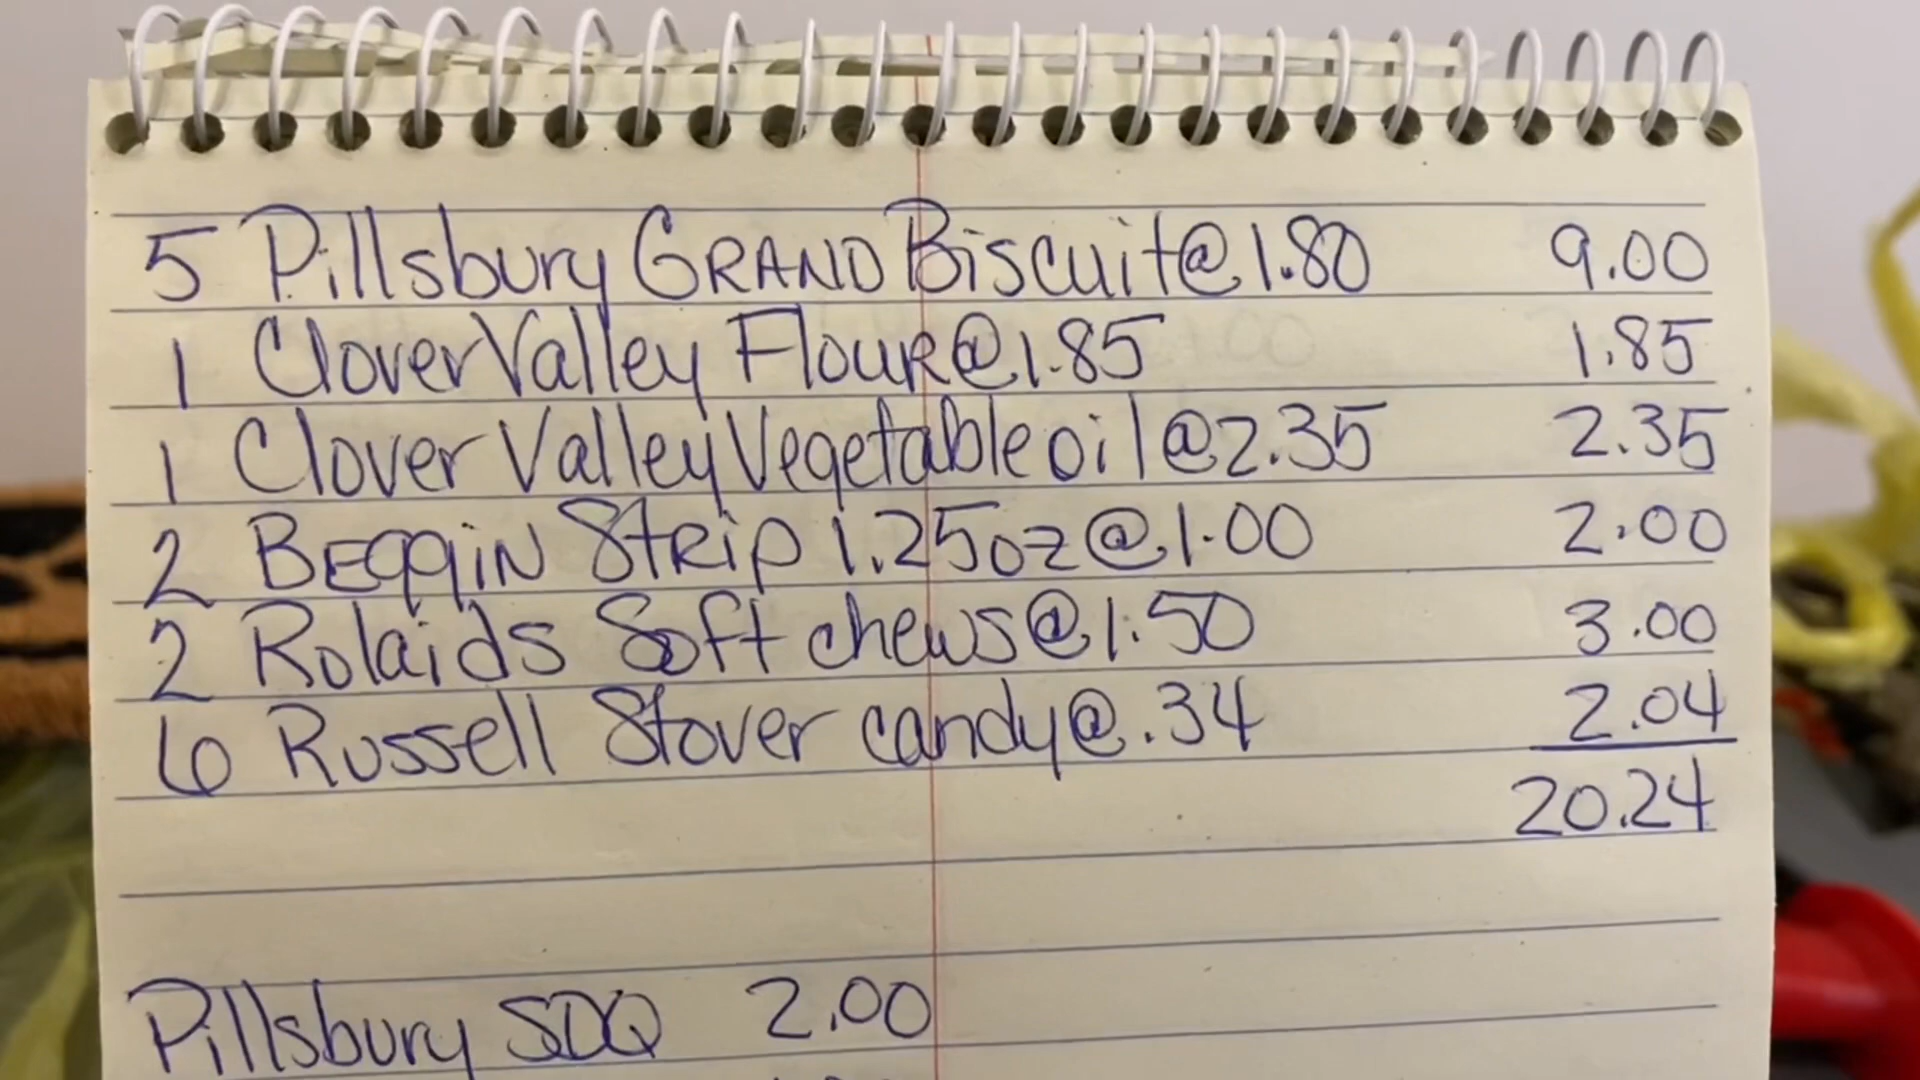 5 Pillsbury GRAND Biscuit@1.80 9.00
1 Clover Valley Flour@1.85 1.85
1 Clover Valley Vegetable oil@2.35 2.35
2 BEggiN Strip 1.25oz@1.00 2.00
2 Rolaids Soft chews@1.50 3.00
6 Russell Stover candy@.34 2.04
20.24
Pillsbury SDQ 2.00